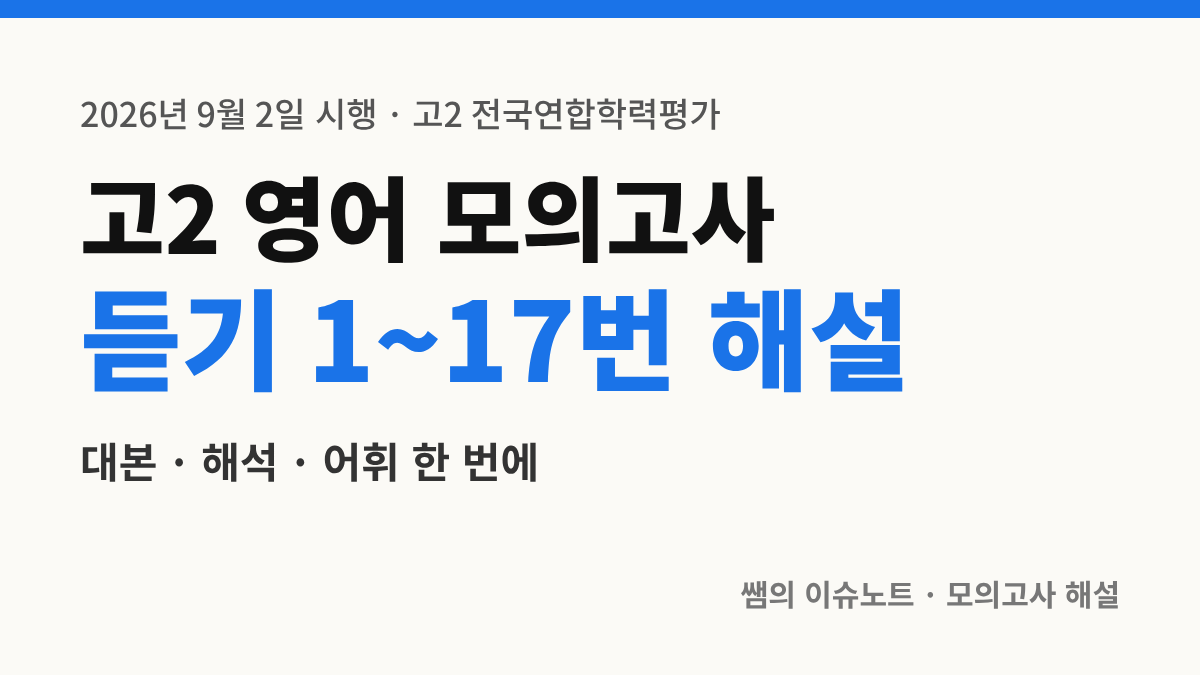 2026년 9월 2일 시행 · 고2 전국연합학력평가
고2 영어 모의고사
듣기 1~17번 해설
대본 · 해석 · 어휘 한 번에
쌤의 이슈노트 · 모의고사 해설